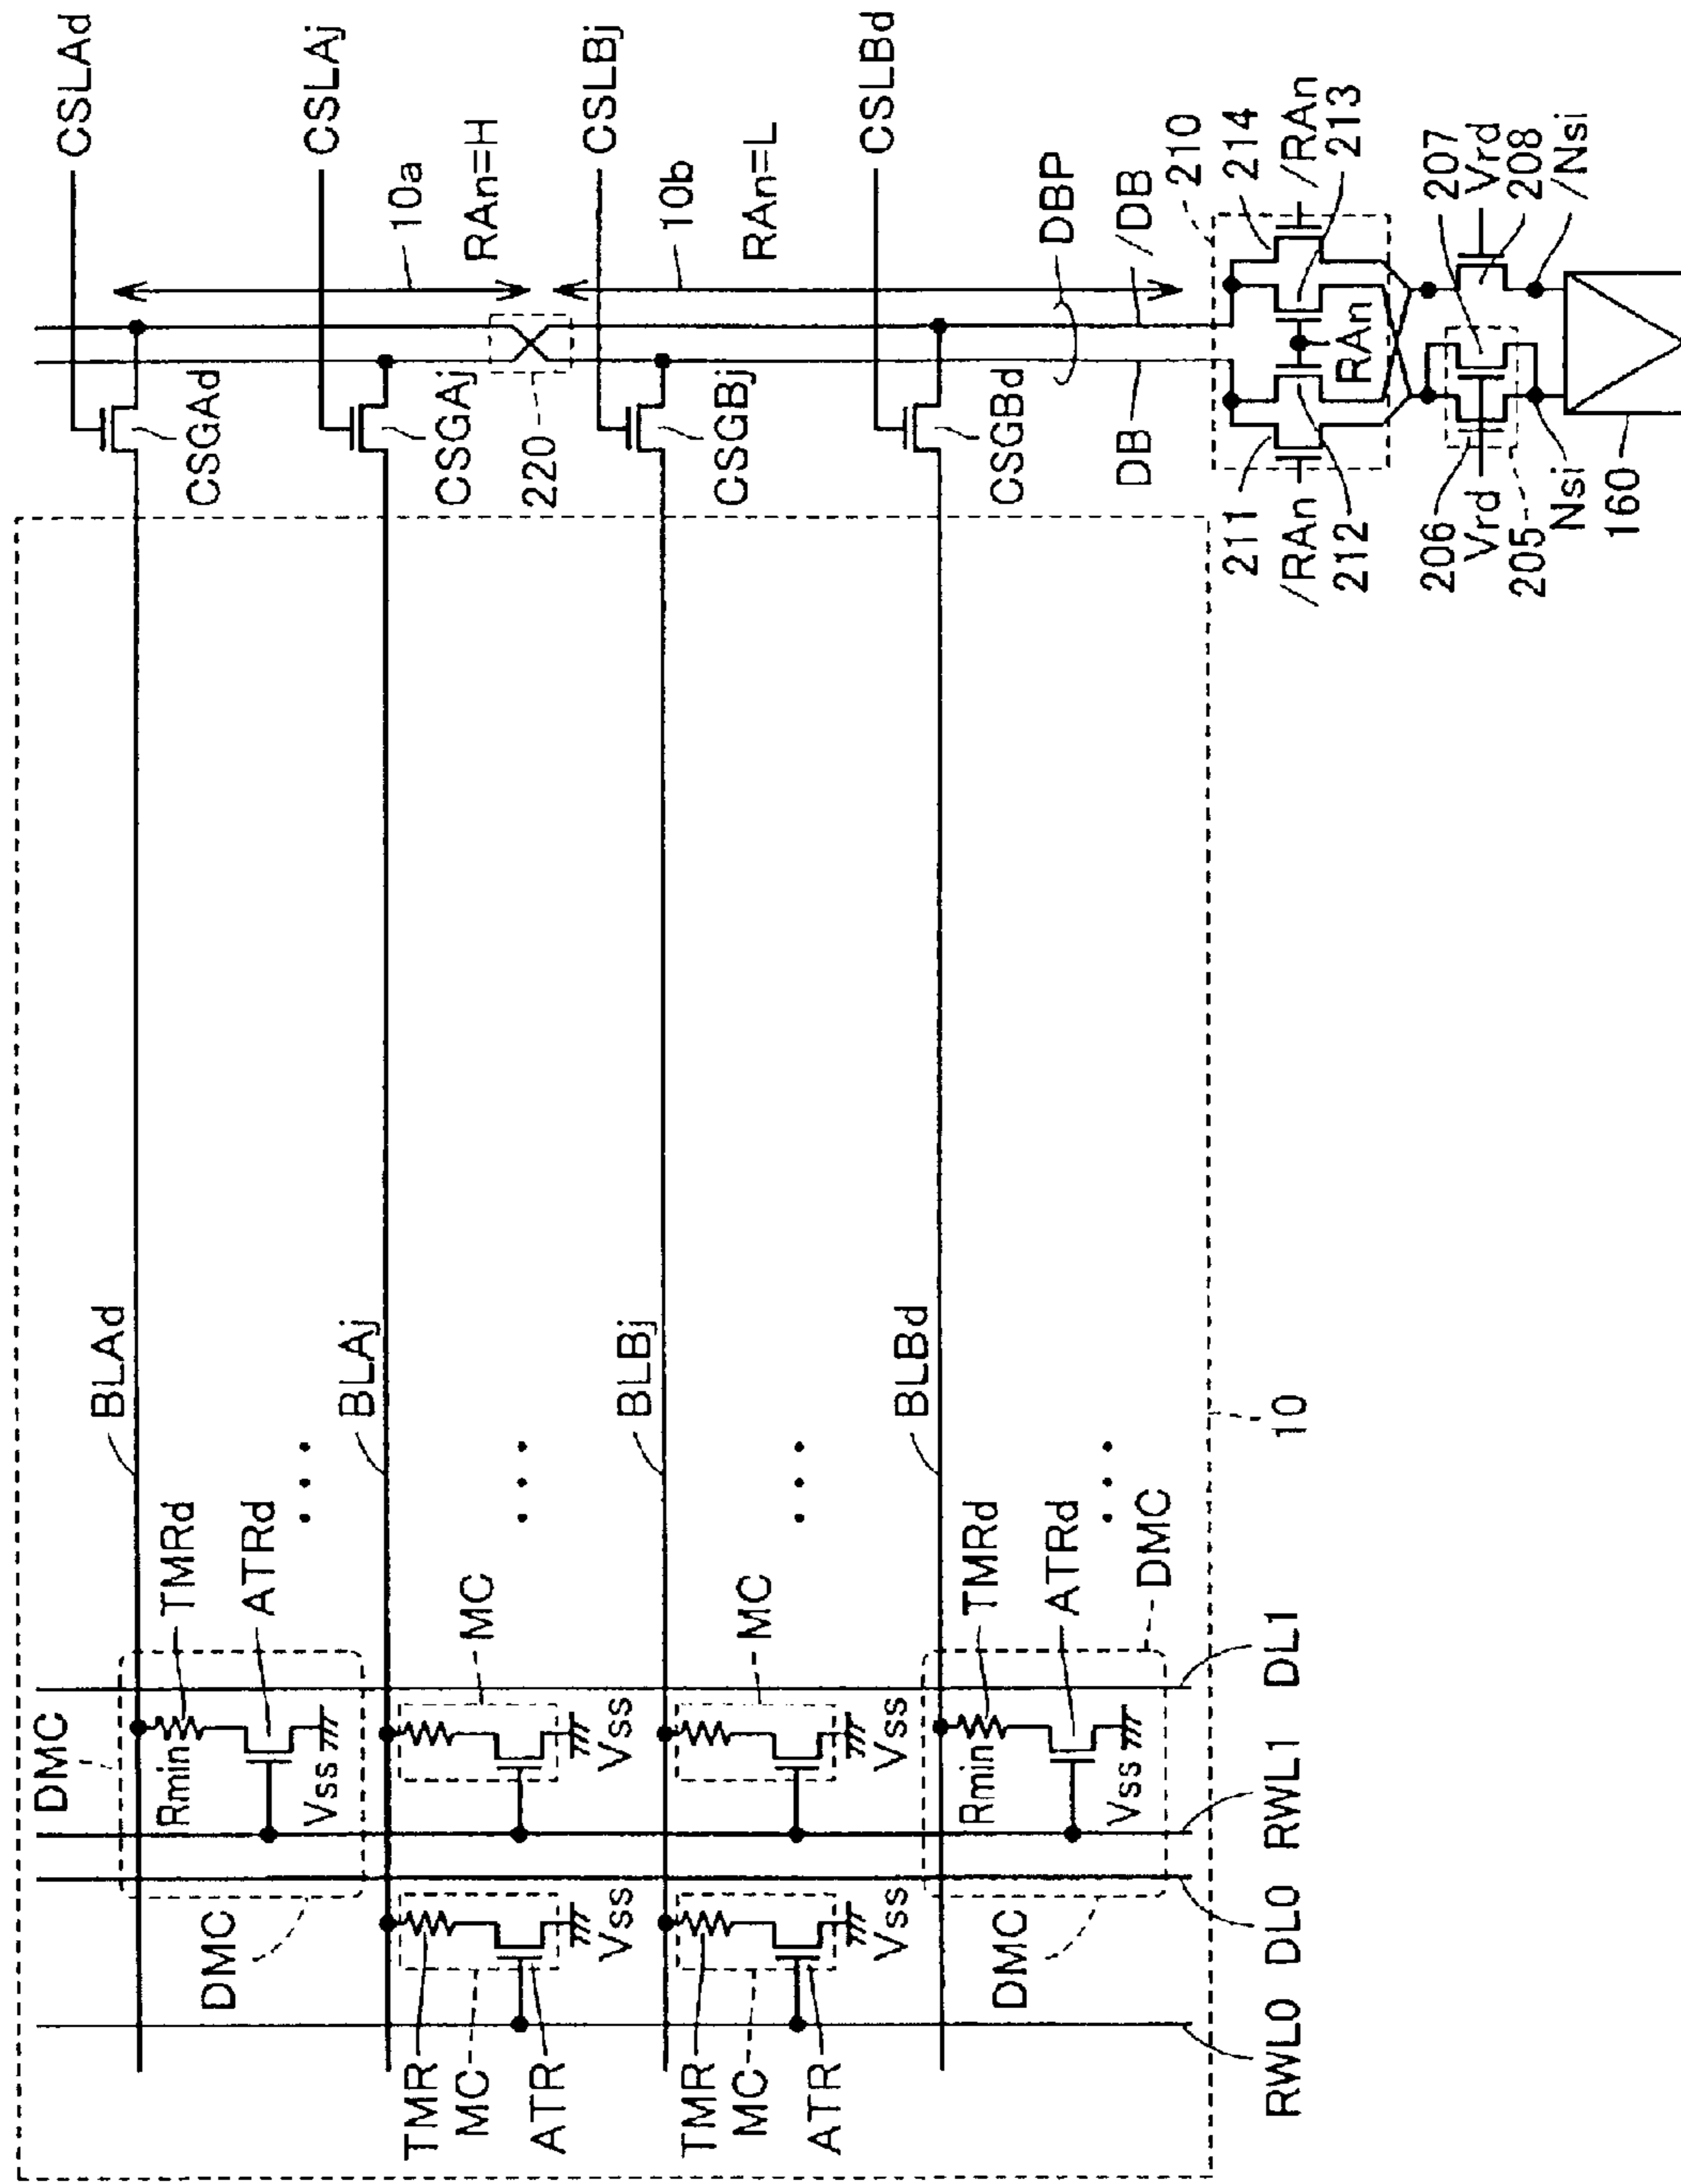 CSLAd
CSLAj
CSLBj
CSLBd
10a
RAn=H
10b
RAn=L
CSGAd
CSGAj
220
CSGBj
CSGBd
DB
/DB
DBP
210
214
/RAn
213
211
/RAn
212
RAn
207
Vrd
208
/Nsi
206
Vrd
205
Nsi
160
BLAd
BLAj
BLBj
BLBd
10
DMC
TMRd
ATRd
Rmin
Vss
DMC
MC
Vss
MC
Vss
TMRd
ATRd
Rmin
Vss
DMC
DMC
TMR
MC
ATR
Vss
TMR
MC
ATR
Vss
RWL0
DL0
RWL1
DL1